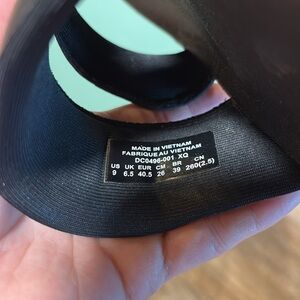 MADE IN VIETNAM
FABRIQUE AU VIETNAM
DC0496-001 XQ
US UK EUR CM BR CN
9 6.5 40.5 26 39 260(2.5)